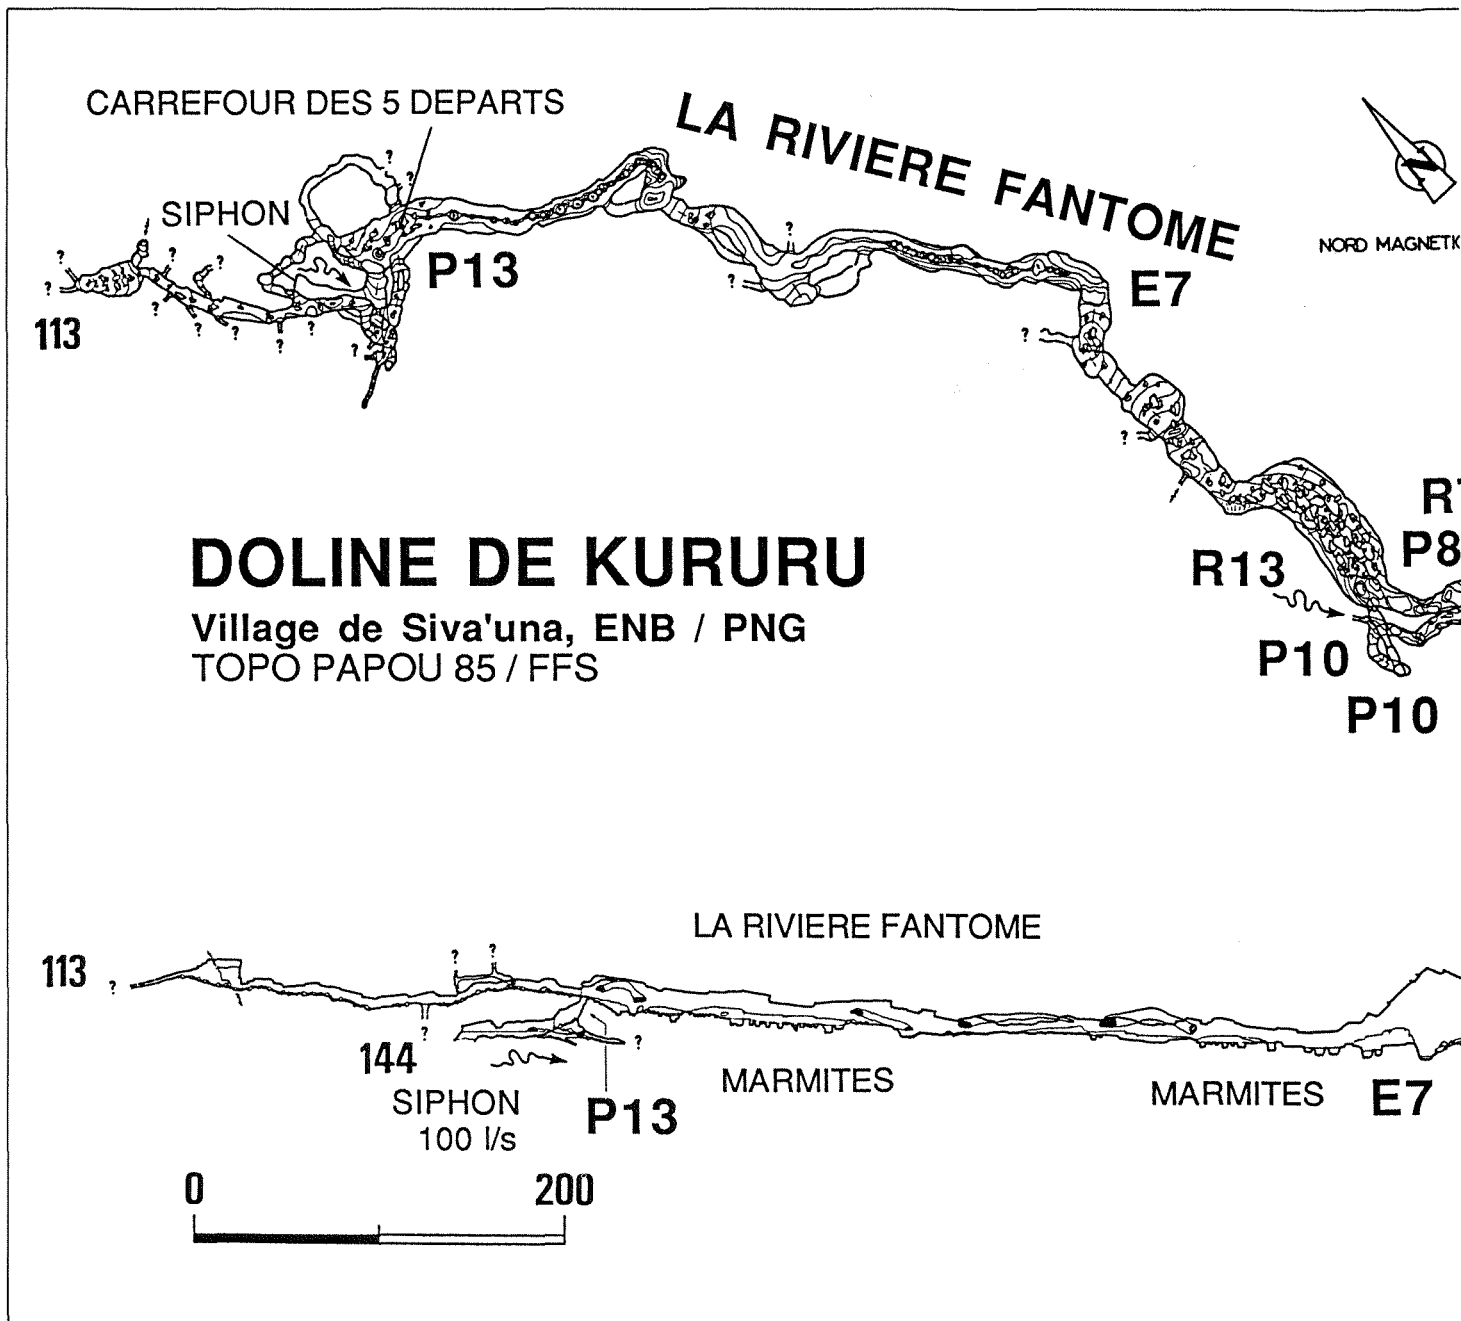 CARREFOUR DES 5 DEPARTS
LA RIVIERE FANTOME
SIPHON
P13
NORD MAGNETIK
E7
113
R13
P8
P10
P10
DOLINE DE KURURU
Village de Siva'una, ENB / PNG
TOPO PAPOU 85 / FFS
LA RIVIERE FANTOME
113
144
SIPHON
100 l/s
P13
MARMITES
MARMITES
E7
0 200